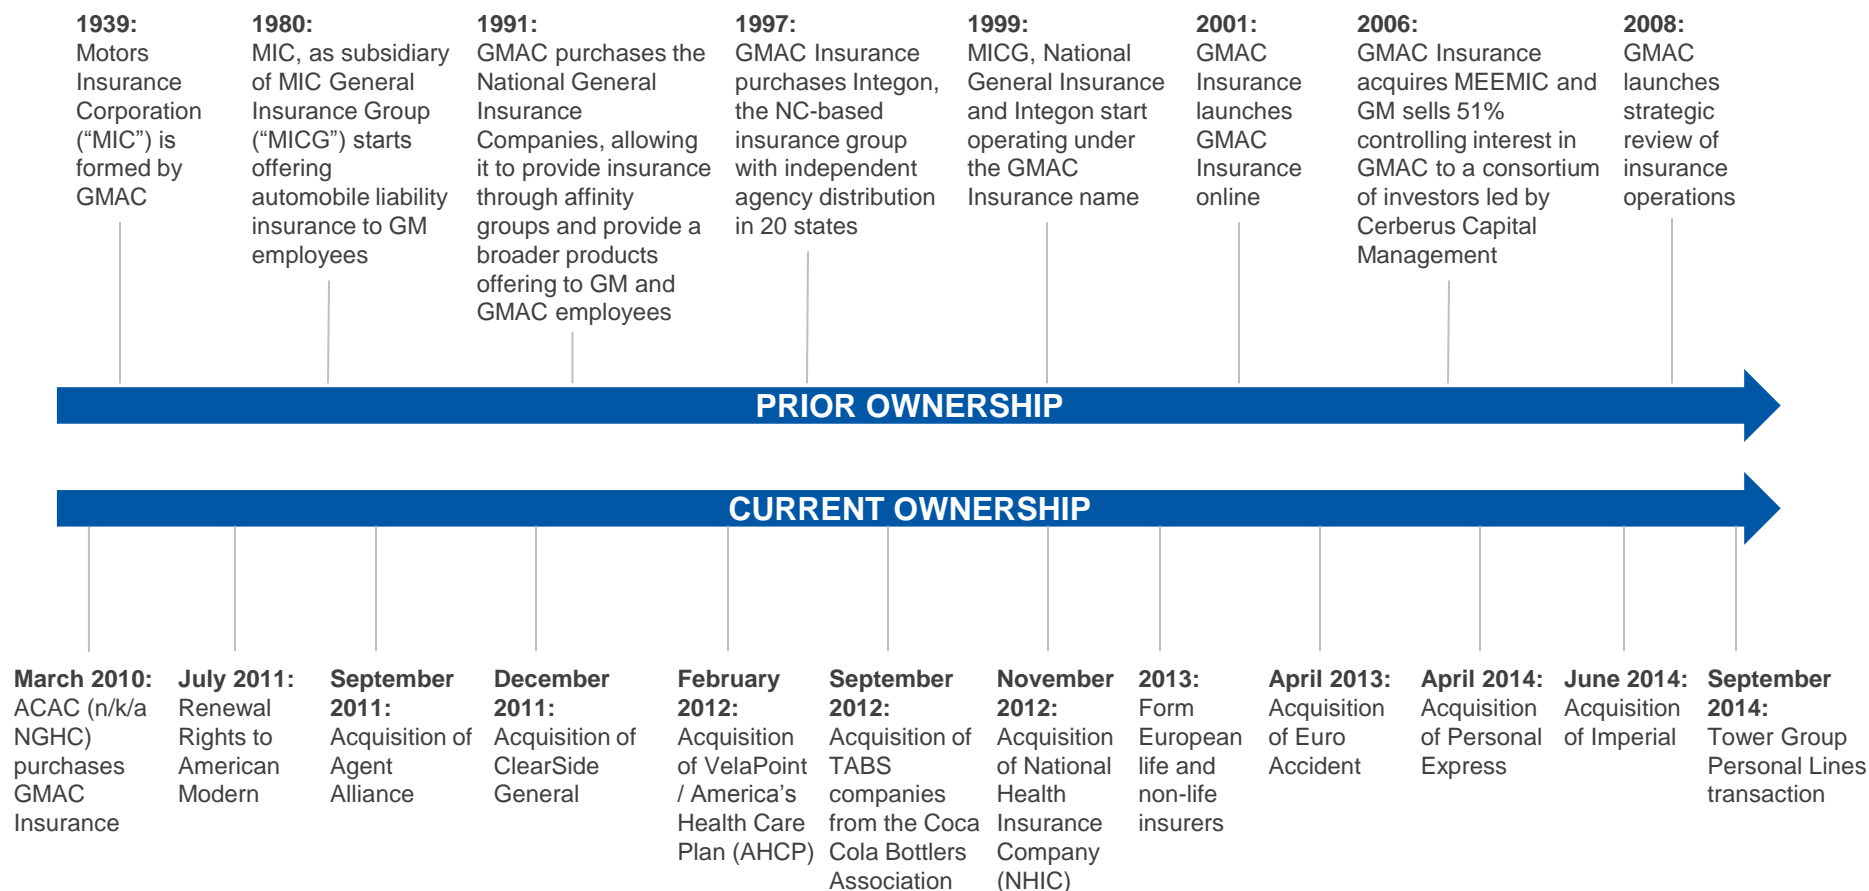 1939:
Motors
Insurance
Corporation
(“MIC”) is
formed by
GMAC
1980:
MIC, as subsidiary
of MIC General
Insurance Group
(“MICG”) starts
offering
automobile liability
insurance to GM
employees
1991:
GMAC purchases the
National General
Insurance
Companies, allowing
it to provide insurance
through affinity
groups and provide a
broader products
offering to GM and
GMAC employees
1997:
GMAC Insurance
purchases Integon,
the NC-based
insurance group
with independent
agency distribution
in 20 states
1999:
MICG, National
General Insurance
and Integon start
operating under
the GMAC
Insurance name
2001:
GMAC
Insurance
launches
GMAC
Insurance
online
2006:
GMAC Insurance
acquires MEEMIC and
GM sells 51%
controlling interest in
GMAC to a consortium
of investors led by
Cerberus Capital
Management
2008:
GMAC
launches
strategic
review of
insurance
operations
PRIOR OWNERSHIP
CURRENT OWNERSHIP
March 2010:
ACAC (n/k/a
NGHC)
purchases
GMAC
Insurance
July 2011:
Renewal
Rights to
American
Modern
September
2011:
Acquisition of
Agent
Alliance
December
2011:
Acquisition of
ClearSide
General
February
2012:
Acquisition
of VelaPoint
/ America’s
Health Care
Plan (AHCP)
September
2012:
Acquisition of
TABS
companies
from the Coca
Cola Bottlers
Association
November
2012:
Acquisition
of National
Health
Insurance
Company
(NHIC)
2013:
Form
European
life and
non-life
insurers
April 2013:
Acquisition
of Euro
Accident
April 2014:
Acquisition
of Personal
Express
June 2014:
Acquisition
of Imperial
September
2014:
Tower Group
Personal Lines
transaction